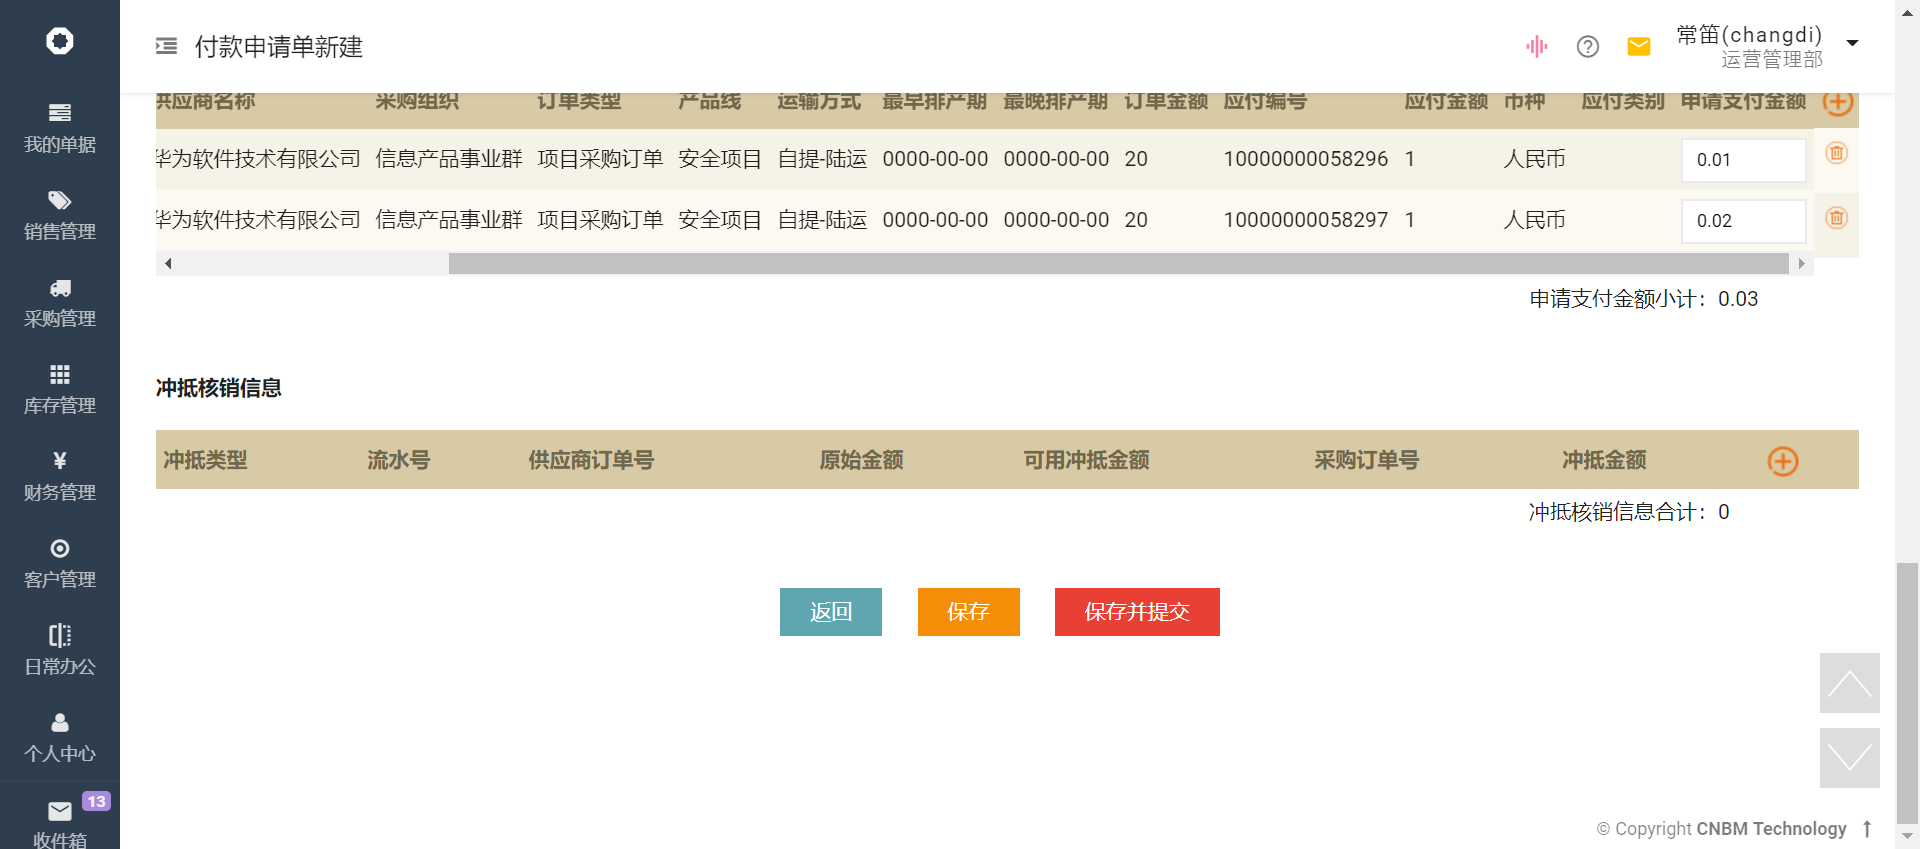 付款申请单新建
常笛(changdi)
运营管理部
我的单据
销售管理
采购管理
库存管理
财务管理
客户管理
日常办公
个人中心
13
收件箱
供应商名称 采购组织 订单类型 产品线 运输方式 最早排产期 最晚排产期 订单金额 应付编号 应付金额 币种 应付类别 申请支付金额
华为软件技术有限公司 信息产品事业群 项目采购订单 安全项目 自提-陆运 0000-00-00 0000-00-00 20 10000000058296 1 人民币 0.01
华为软件技术有限公司 信息产品事业群 项目采购订单 安全项目 自提-陆运 0000-00-00 0000-00-00 20 10000000058297 1 人民币 0.02
申请支付金额小计：0.03
冲抵核销信息
冲抵类型 流水号 供应商订单号 原始金额 可用冲抵金额 采购订单号 冲抵金额
冲抵核销信息合计：0
返回 保存 保存并提交
© Copyright CNBM Technology